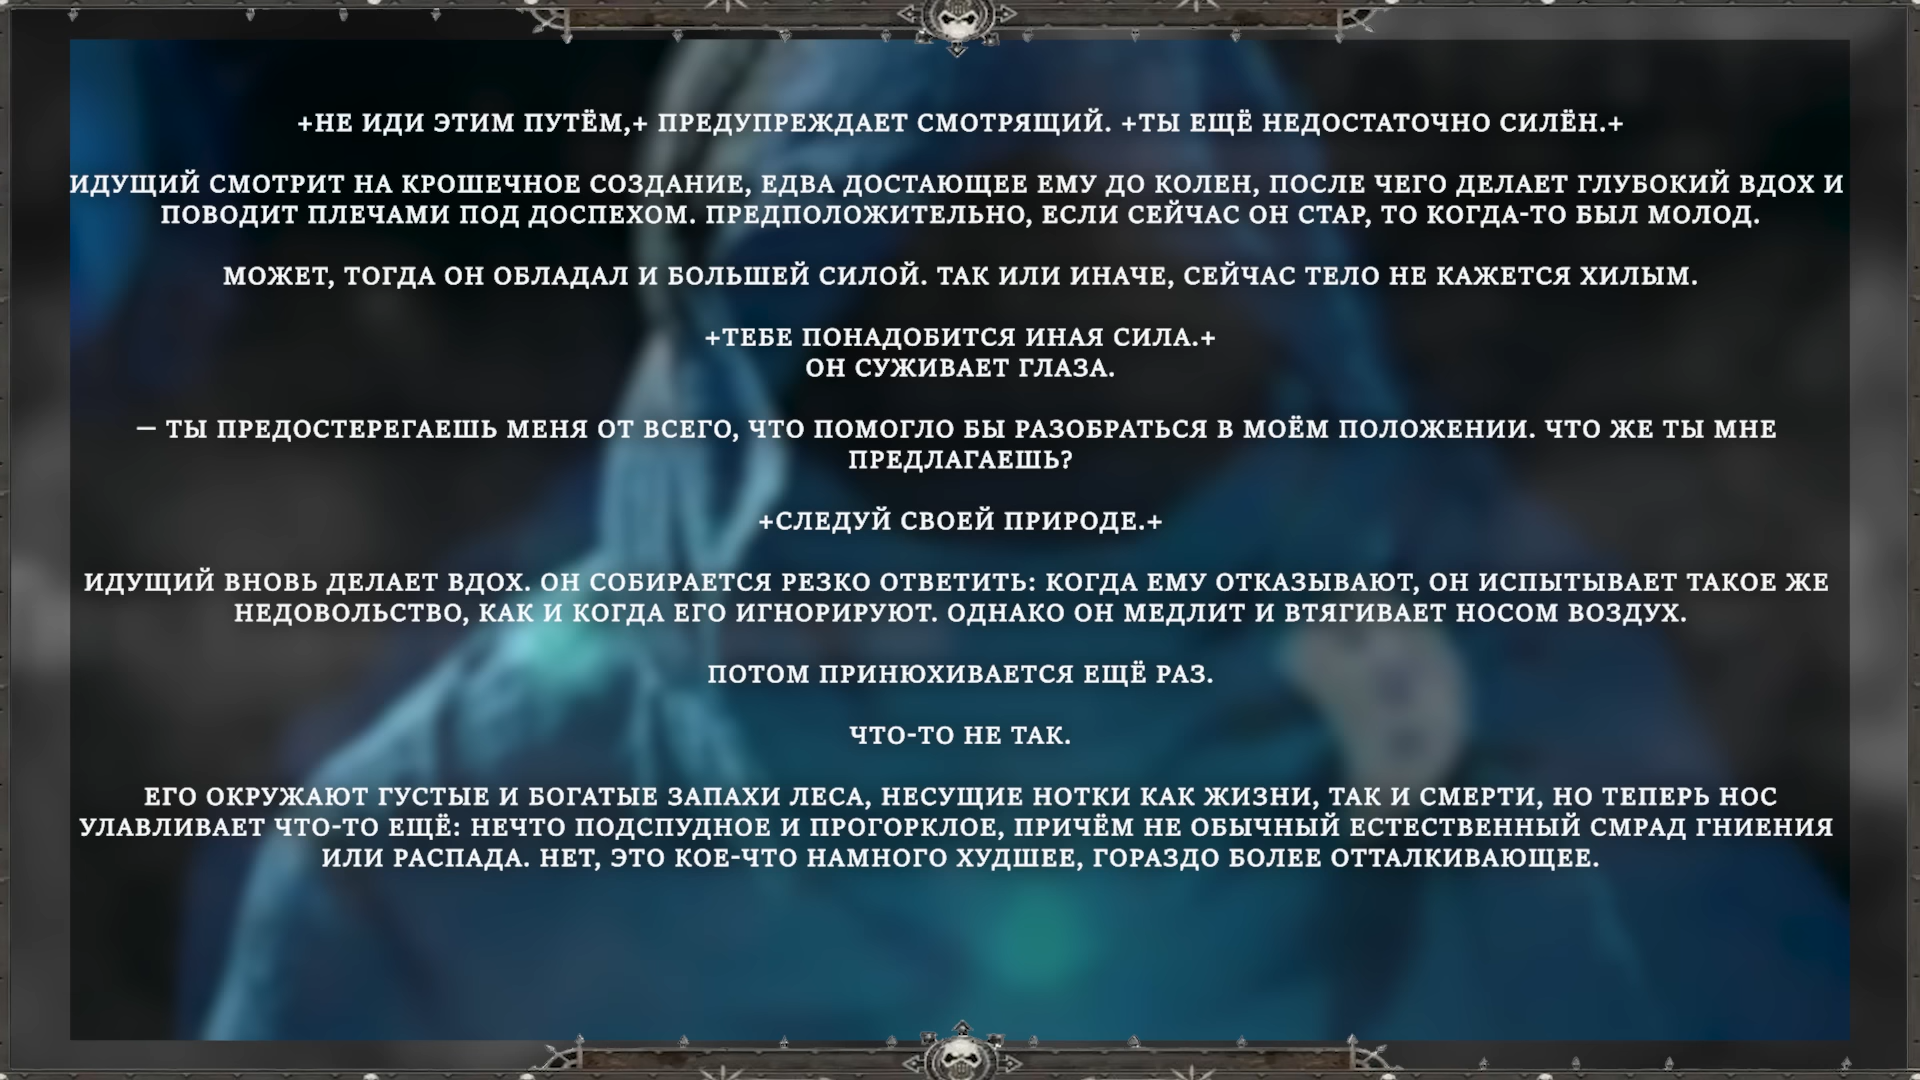 +НЕ ИДИ ЭТИМ ПУТЁМ,+ ПРЕДУПРЕЖДАЕТ СМОТРЯЩИЙ. +ТЫ ЕЩЁ НЕДОСТАТОЧНО СИЛЁН.+
ИДУЩИЙ СМОТРИТ НА КРОШЕЧНОЕ СОЗДАНИЕ, ЕДВА ДОСТАЮЩЕЕ ЕМУ ДО КОЛЕН, ПОСЛЕ ЧЕГО ДЕЛАЕТ ГЛУБОКИЙ ВДОХ И
ПОВОДИТ ПЛЕЧАМИ ПОД ДОСПЕХОМ. ПРЕДПОЛОЖИТЕЛЬНО, ЕСЛИ СЕЙЧАС ОН СТАР, ТО КОГДА-ТО БЫЛ МОЛОД.
МОЖЕТ, ТОГДА ОН ОБЛАДАЛ И БОЛЬШЕЙ СИЛОЙ. ТАК ИЛИ ИНАЧЕ, СЕЙЧАС ТЕЛО НЕ КАЖЕТСЯ ХИЛЫМ.
+ТЕБЕ ПОНАДОБИТСЯ ИНАЯ СИЛА.+
ОН СУЖИВАЕТ ГЛАЗА.
— ТЫ ПРЕДОСТЕРЕГАЕШЬ МЕНЯ ОТ ВСЕГО, ЧТО ПОМОГЛО БЫ РАЗОБРАТЬСЯ В МОЁМ ПОЛОЖЕНИИ. ЧТО ЖЕ ТЫ МНЕ
ПРЕДЛАГАЕШЬ?
+СЛЕДУЙ СВОЕЙ ПРИРОДЕ.+
ИДУЩИЙ ВНОВЬ ДЕЛАЕТ ВДОХ. ОН СОБИРАЕТСЯ РЕЗКО ОТВЕТИТЬ: КОГДА ЕМУ ОТКАЗЫВАЮТ, ОН ИСПЫТЫВАЕТ ТАКОЕ ЖЕ
НЕДОВОЛЬСТВО, КАК И КОГДА ЕГО ИГНОРИРУЮТ. ОДНАКО ОН МЕДЛИТ И ВТЯГИВАЕТ НОСОМ ВОЗДУХ.
ПОТОМ ПРИНЮХИВАЕТСЯ ЕЩЁ РАЗ.
ЧТО-ТО НЕ ТАК.
ЕГО ОКРУЖАЮТ ГУСТЫЕ И БОГАТЫЕ ЗАПАХИ ЛЕСА, НЕСУЩИЕ НОТКИ КАК ЖИЗНИ, ТАК И СМЕРТИ, НО ТЕПЕРЬ НОС
УЛАВЛИВАЕТ ЧТО-ТО ЕЩЁ: НЕЧТО ПОДСПУДНОЕ И ПРОГОРКЛОЕ, ПРИЧЁМ НЕ ОБЫЧНЫЙ ЕСТЕСТВЕННЫЙ СМРАД ГНИЕНИЯ
ИЛИ РАСПАДА. НЕТ, ЭТО КОЕ-ЧТО НАМНОГО ХУДШЕЕ, ГОРАЗДО БОЛЕЕ ОТТАЛКИВАЮЩЕЕ.